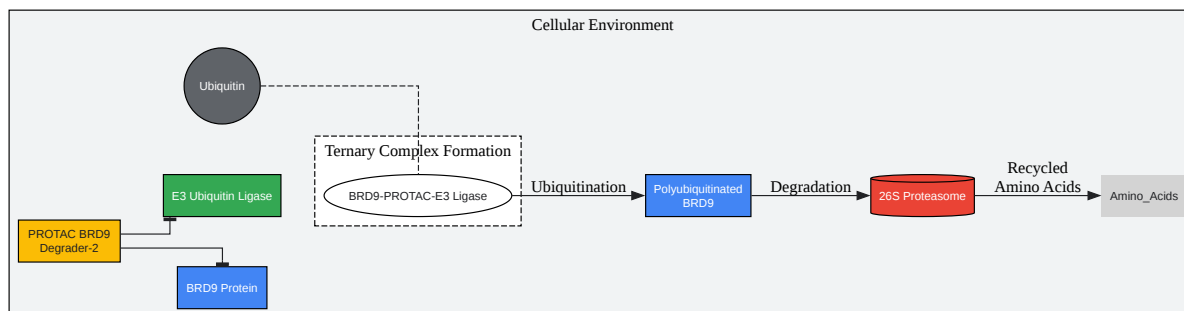 Cellular Environment
Ubiquitin
Ternary Complex Formation
BRD9-PROTAC-E3 Ligase
E3 Ubiquitin Ligase
PROTAC BRD9
Degrader-2
BRD9 Protein
Ubiquitination
Polyubiquitinated
BRD9
Degradation
26S Proteasome
Recycled
Amino Acids
Amino_Acids